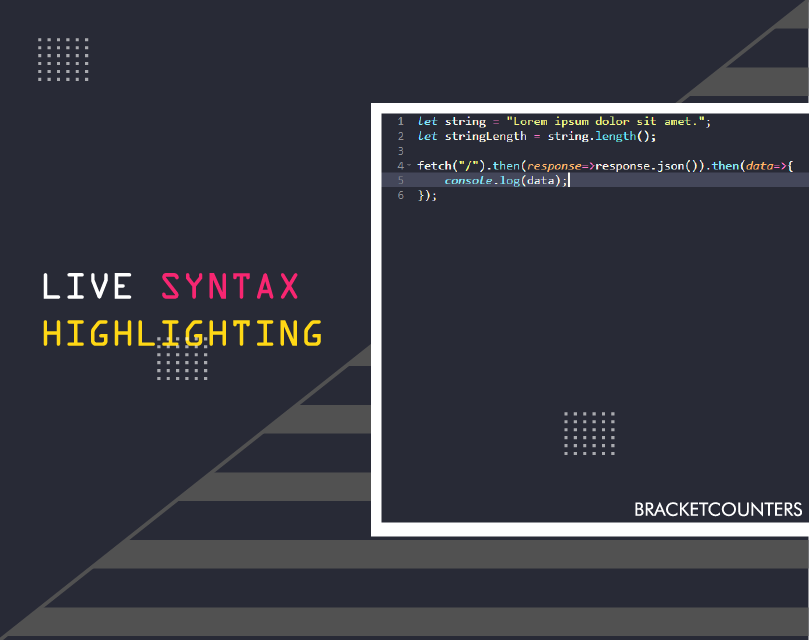 LIVE SYNTAX
HIGHLIGHTING
1 let string = "Lorem ipsum dolor sit amet.";
2 let stringLength = string.length();
3
4 fetch("/").then(response=>response.json()).then(data=>{
5 console.log(data);
6 });
BRACKETCOUNTERS